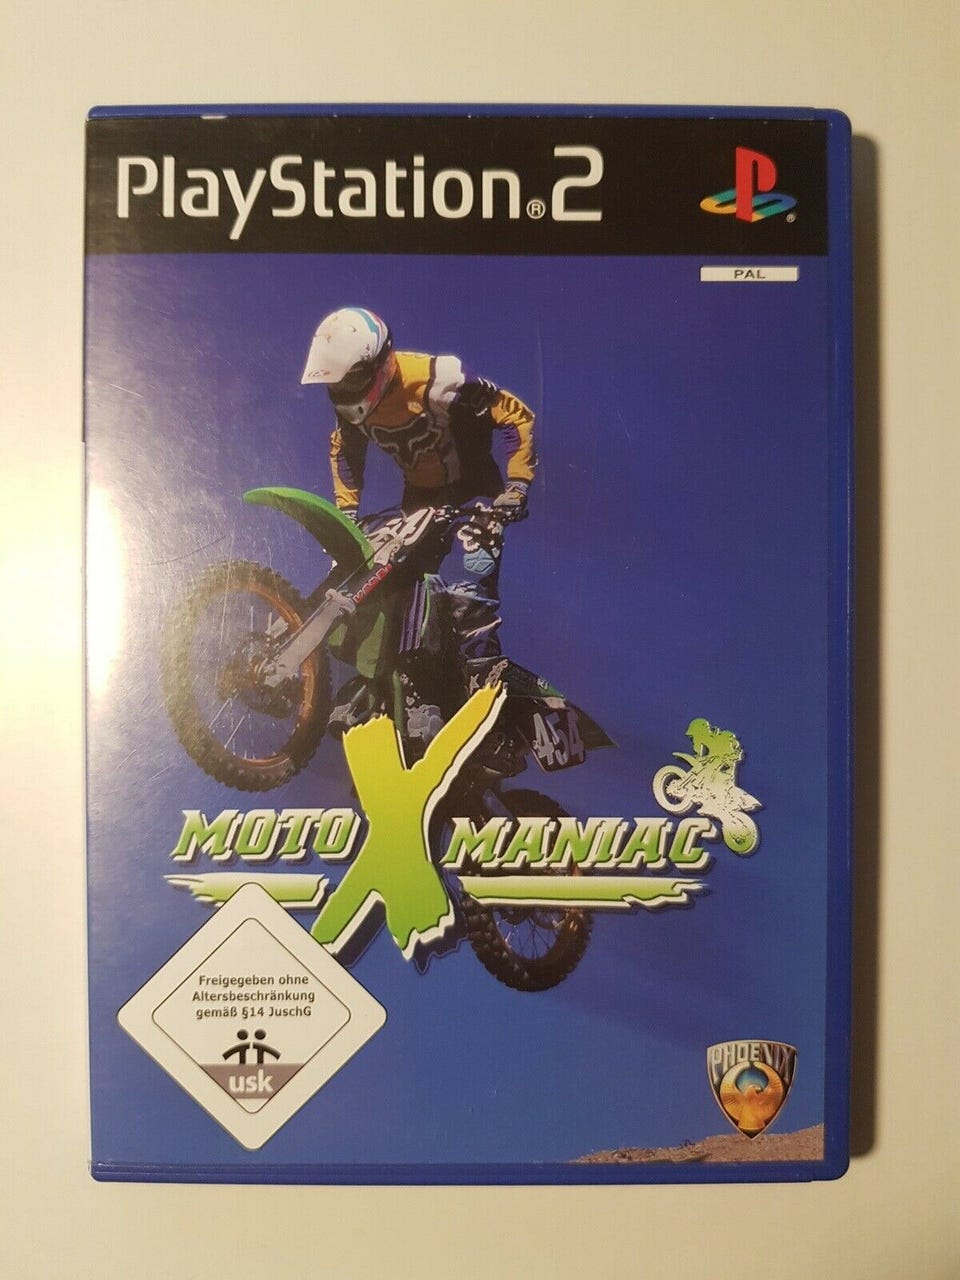 PlayStation®2
PAL
454
MOTO X MANIAC
Freigegeben ohne
Altersbeschränkung
gemäß §14 JuschG
usk
PHOENIX